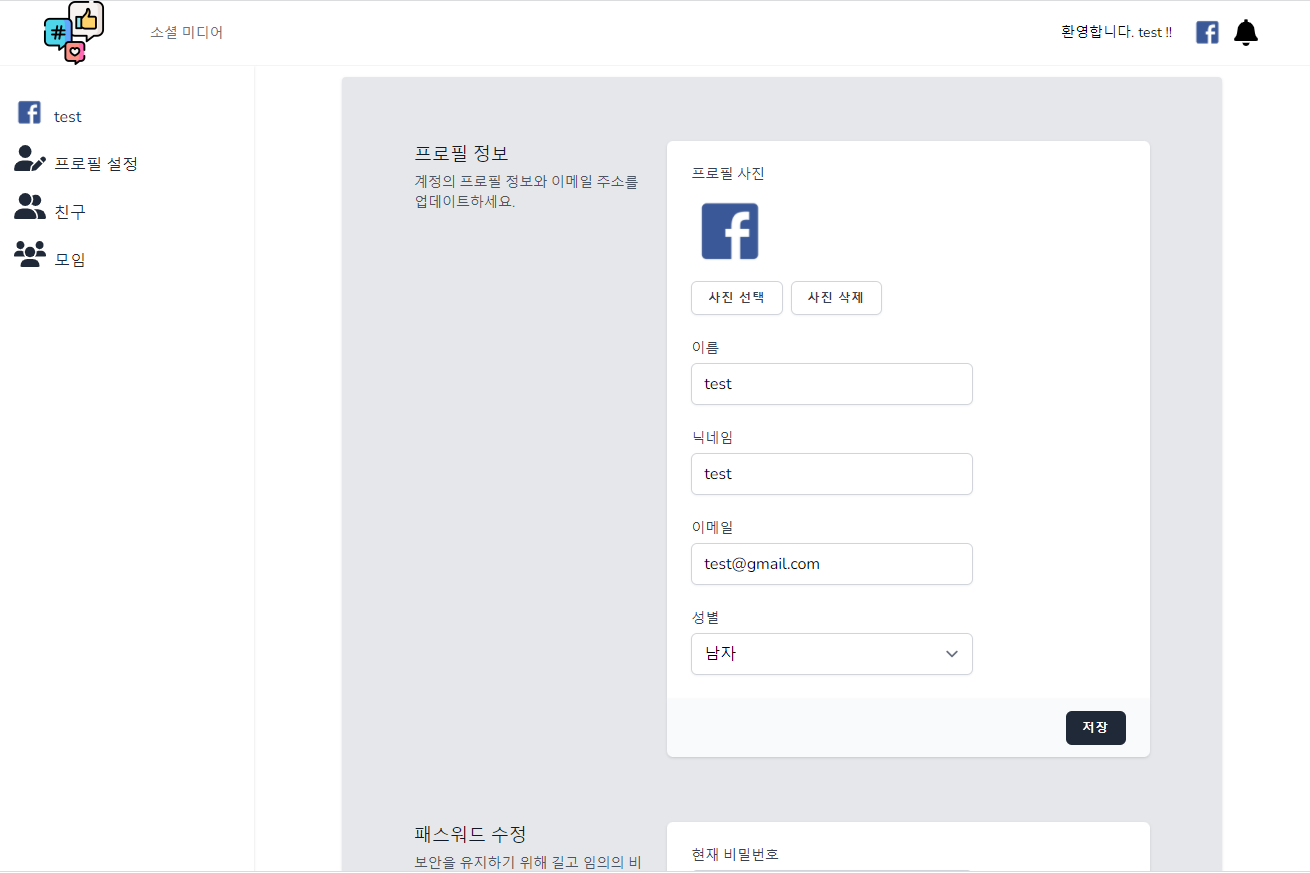 소셜 미디어
환영합니다. test !!
test
프로필 설정
친구
모임
프로필 정보
계정의 프로필 정보와 이메일 주소를
업데이트하세요.
프로필 사진
사진 선택
사진 삭제
이름
test
닉네임
test
이메일
test@gmail.com
성별
남자
저장
패스워드 수정
보안을 유지하기 위해 길고 임의의 비
현재 비밀번호